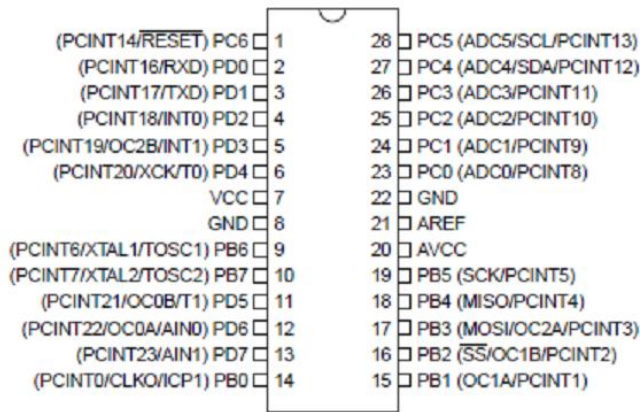 (PCINT14/RESET) PC6 1 28 PC5 (ADC5/SCL/PCINT13)
(PCINT16/RXD) PD0 2 27 PC4 (ADC4/SDA/PCINT12)
(PCINT17/TXD) PD1 3 26 PC3 (ADC3/PCINT11)
(PCINT18/INT0) PD2 4 25 PC2 (ADC2/PCINT10)
(PCINT19/OC2B/INT1) PD3 5 24 PC1 (ADC1/PCINT9)
(PCINT20/XCK/T0) PD4 6 23 PC0 (ADC0/PCINT8)
VCC 7 22 GND
GND 8 21 AREF
(PCINT6/XTAL1/TOSC1) PB6 9 20 AVCC
(PCINT7/XTAL2/TOSC2) PB7 10 19 PB5 (SCK/PCINT5)
(PCINT21/OC0B/T1) PD5 11 18 PB4 (MISO/PCINT4)
(PCINT22/OC0A/AIN0) PD6 12 17 PB3 (MOSI/OC2A/PCINT3)
(PCINT23/AIN1) PD7 13 16 PB2 (SS/OC1B/PCINT2)
(PCINT0/CLKO/ICP1) PB0 14 15 PB1 (OC1A/PCINT1)